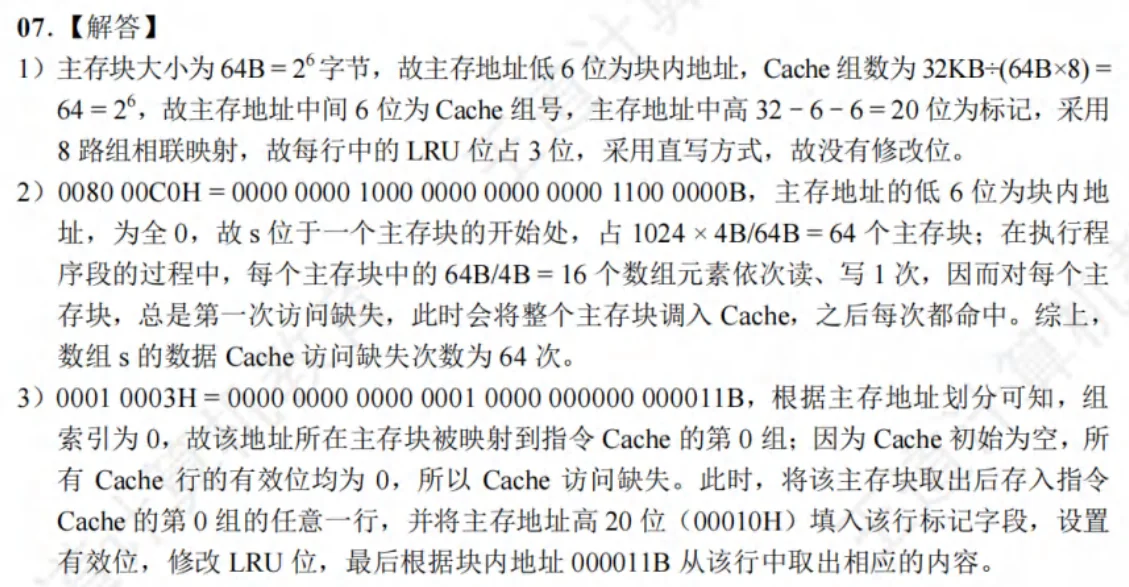 07.【解答】
1）主存块大小为 64B = 2⁶ 字节，故主存地址低 6 位为块内地址，Cache 组数为 32KB÷(64B×8) =
64 = 2⁶，故主存地址中间 6 位为 Cache 组号，主存地址中高 32 − 6 − 6 = 20 位为标记，采用
8 路组相联映射，故每行中的 LRU 位占 3 位，采用直写方式，故没有修改位。
2）0080 00C0H = 0000 0000 1000 0000 0000 0000 1100 0000B，主存地址的低 6 位为块内地
址，为全 0，故 s 位于一个主存块的开始处，占 1024 × 4B/64B = 64 个主存块；在执行程
序段的过程中，每个主存块中的 64B/4B = 16 个数组元素依次读、写 1 次，因而对每个主
存块，总是第一次访问缺失，此时会将整个主存块调入 Cache，之后每次都命中。综上，
数组 s 的数据 Cache 访问缺失次数为 64 次。
3）0001 0003H = 0000 0000 0000 0001 0000 000000 000011B，根据主存地址划分可知，组
索引为 0，故该地址所在主存块被映射到指令 Cache 的第 0 组；因为 Cache 初始为空，所
有 Cache 行的有效位均为 0，所以 Cache 访问缺失。此时，将该主存块取出后存入指令
Cache 的第 0 组的任意一行，并将主存地址高 20 位（00010H）填入该行标记字段，设置
有效位，修改 LRU 位，最后根据块内地址 000011B 从该行中取出相应的内容。